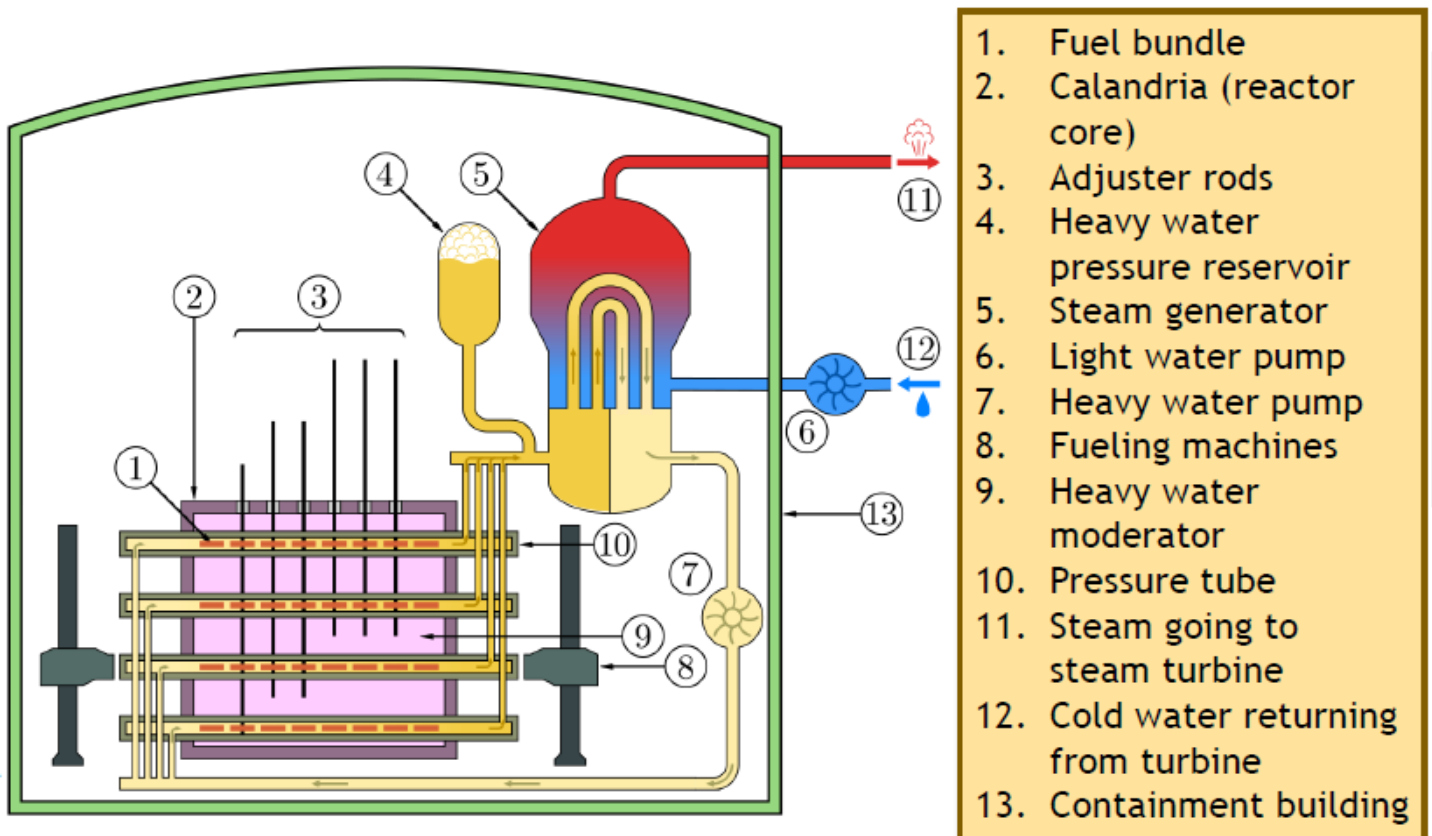 4
5
11
2
3
12
6
1
13
10
7
9
8
1. Fuel bundle
2. Calandria (reactor
core)
3. Adjuster rods
4. Heavy water
pressure reservoir
5. Steam generator
6. Light water pump
7. Heavy water pump
8. Fueling machines
9. Heavy water
moderator
10. Pressure tube
11. Steam going to
steam turbine
12. Cold water returning
from turbine
13. Containment building